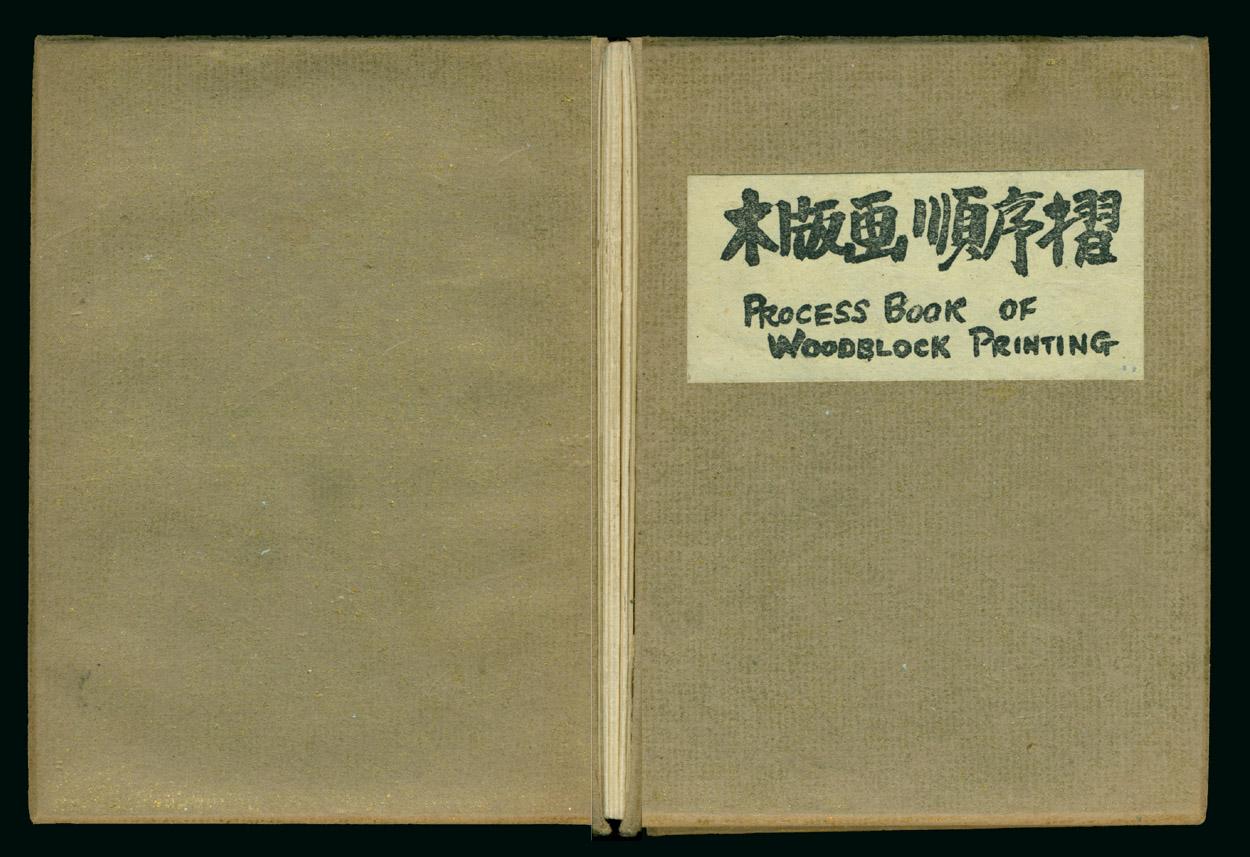 木版画順序摺
PROCESS BOOK OF
WOODBLOCK PRINTING